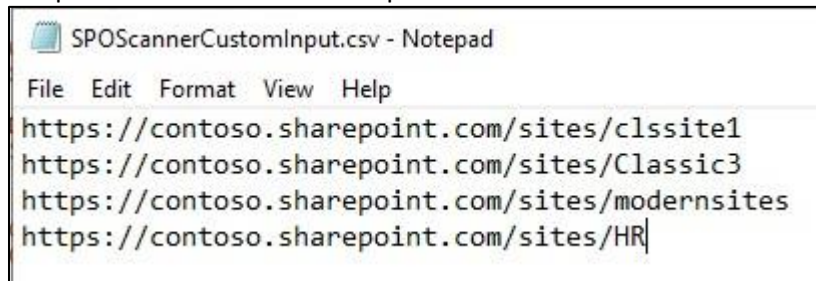 SPOScannerCustomInput.csv - Notepad
File Edit Format View Help
https://contoso.sharepoint.com/sites/clssite1
https://contoso.sharepoint.com/sites/Classic3
https://contoso.sharepoint.com/sites/modernsites
https://contoso.sharepoint.com/sites/HR